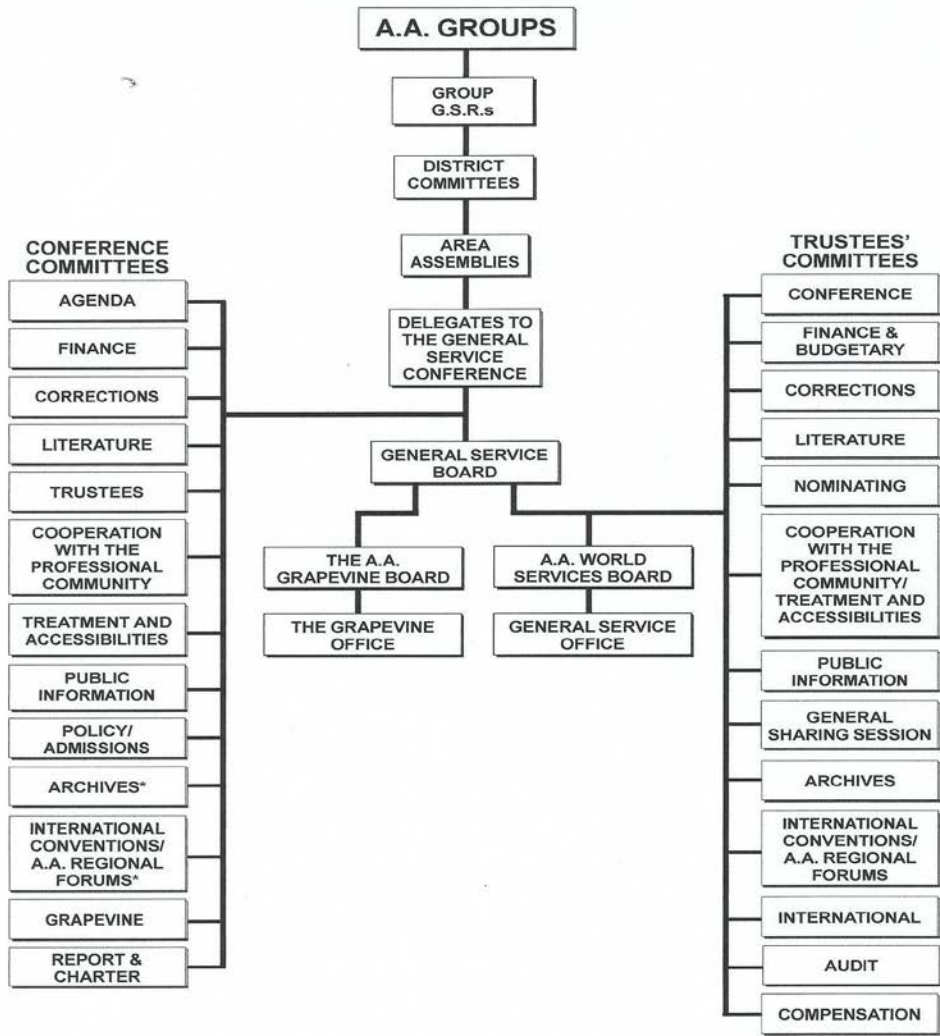 A.A. GROUPS
GROUP
G.S.R.s
DISTRICT
COMMITTEES
AREA
ASSEMBLIES
DELEGATES TO
THE GENERAL
SERVICE
CONFERENCE
GENERAL SERVICE
BOARD
THE A.A.
GRAPEVINE BOARD
THE GRAPEVINE
OFFICE
A.A. WORLD
SERVICES BOARD
GENERAL SERVICE
OFFICE
CONFERENCE
COMMITTEES
AGENDA
FINANCE
CORRECTIONS
LITERATURE
TRUSTEES
COOPERATION
WITH THE
PROFESSIONAL
COMMUNITY
TREATMENT AND
ACCESSIBILITIES
PUBLIC
INFORMATION
POLICY/
ADMISSIONS
ARCHIVES*
INTERNATIONAL
CONVENTIONS/
A.A. REGIONAL
FORUMS*
GRAPEVINE
REPORT &
CHARTER
TRUSTEES'
COMMITTEES
CONFERENCE
FINANCE &
BUDGETARY
CORRECTIONS
LITERATURE
NOMINATING
COOPERATION
WITH THE
PROFESSIONAL
COMMUNITY/
TREATMENT AND
ACCESSIBILITIES
PUBLIC
INFORMATION
GENERAL
SHARING SESSION
ARCHIVES
INTERNATIONAL
CONVENTIONS/
A.A. REGIONAL
FORUMS
INTERNATIONAL
AUDIT
COMPENSATION